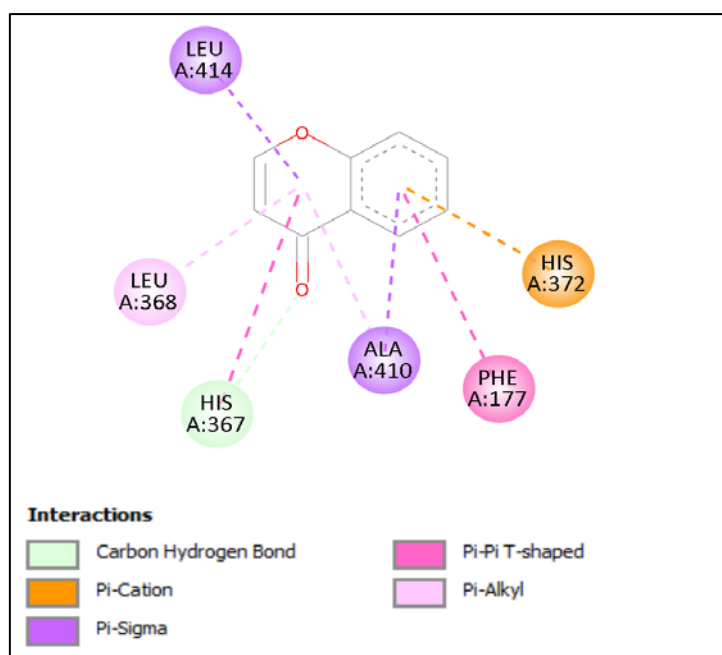 LEU
A:414
O
LEU
A:368
O
HIS
A:372
ALA
A:410
PHE
A:177
HIS
A:367
Interactions
Carbon Hydrogen Bond
Pi-Cation
Pi-Sigma
Pi-Pi T-shaped
Pi-Alkyl